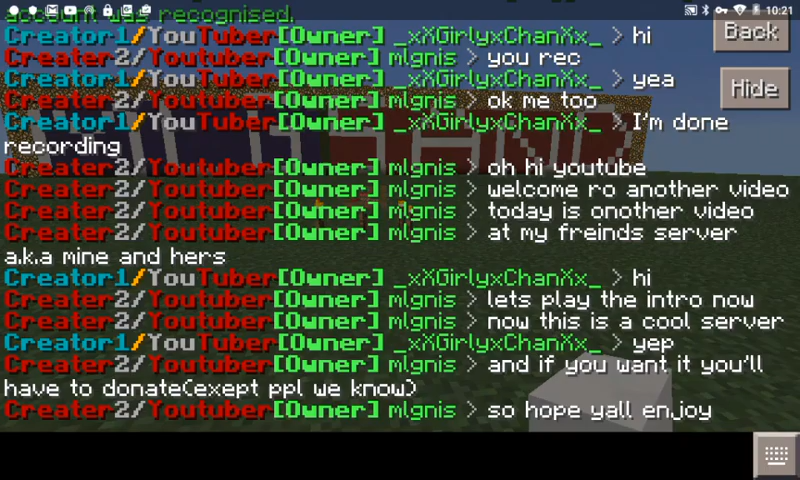 account was recognised.
10:21
Creator1/YouTuber[Owner] _xXGirlyxChanXx_ > hi
Back
Creater2/Youtuber[Owner] mlgnis > you rec
Creator1/YouTuber[Owner] _xXGirlyxChanXx_ > yea
Hide
Creater2/Youtuber[Owner] mlgnis > ok me too
Creator1/YouTuber[Owner] _xXGirlyxChanXx_ > I'm done
recording
Creater2/Youtuber[Owner] mlgnis > oh hi youtube
Creater2/Youtuber[Owner] mlgnis > welcome ro another video
Creater2/Youtuber[Owner] mlgnis > today is onother video
Creater2/Youtuber[Owner] mlgnis > at my freinds server
a.k.a mine and hers
Creator1/YouTuber[Owner] _xXGirlyxChanXx_ > hi
Creater2/Youtuber[Owner] mlgnis > lets play the intro now
Creater2/Youtuber[Owner] mlgnis > now this is a cool server
Creator1/YouTuber[Owner] _xXGirlyxChanXx_ > yep
Creater2/Youtuber[Owner] mlgnis > and if you want it you'll
have to donate(exept ppl we know)
Creater2/Youtuber[Owner] mlgnis > so hope yall enjoy